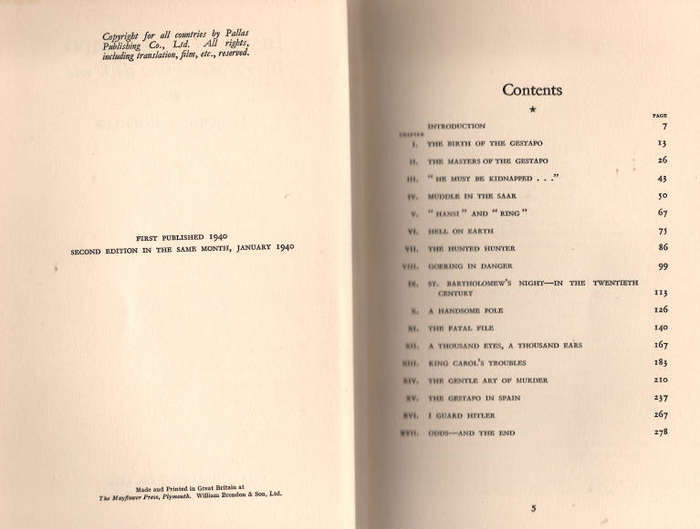 Copyright for all countries by Pallas
Publishing Co., Ltd. All rights,
including translation, film, etc., reserved.
FIRST PUBLISHED 1940
SECOND EDITION IN THE SAME MONTH, JANUARY 1940
Made and Printed in Great Britain at
The Mayflower Press, Plymouth. William Brendon & Son, Ltd.
Contents
★
PAGE
INTRODUCTION 7
CHAPTER
I. THE BIRTH OF THE GESTAPO 13
II. THE MASTERS OF THE GESTAPO 26
III. "HE MUST BE KIDNAPPED . . ." 43
IV. MUDDLE IN THE SAAR 50
V. "HANSI" AND "RING" 67
VI. HELL ON EARTH 75
VII. THE HUNTED HUNTER 86
VIII. GOERING IN DANGER 99
IX. ST. BARTHOLOMEW'S NIGHT—IN THE TWENTIETH
CENTURY 113
X. A HANDSOME POLE 126
XI. THE FATAL FILE 140
XII. A THOUSAND EYES, A THOUSAND EARS 167
XIII. KING CAROL'S TROUBLES 183
XIV. THE GENTLE ART OF MURDER 210
XV. THE GESTAPO IN SPAIN 237
XVI. I GUARD HITLER 267
XVII. ODDS—AND THE END 278
5